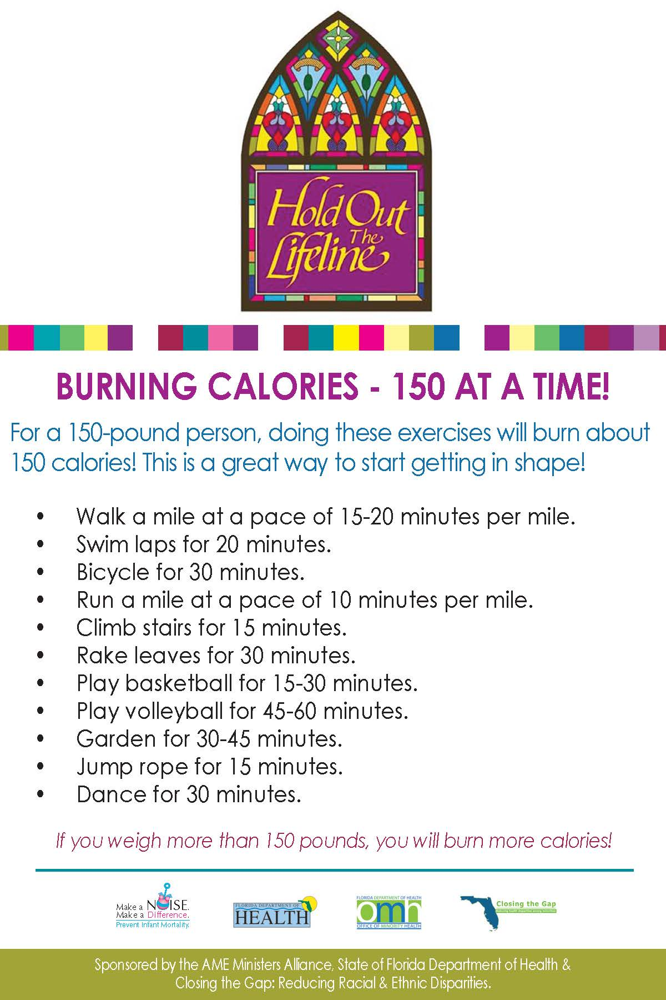 Hold Out
The
Lifeline
BURNING CALORIES - 150 AT A TIME!
For a 150-pound person, doing these exercises will burn about
150 calories! This is a great way to start getting in shape!
• Walk a mile at a pace of 15-20 minutes per mile.
• Swim laps for 20 minutes.
• Bicycle for 30 minutes.
• Run a mile at a pace of 10 minutes per mile.
• Climb stairs for 15 minutes.
• Rake leaves for 30 minutes.
• Play basketball for 15-30 minutes.
• Play volleyball for 45-60 minutes.
• Garden for 30-45 minutes.
• Jump rope for 15 minutes.
• Dance for 30 minutes.
If you weigh more than 150 pounds, you will burn more calories!
Make a NOISE.
Make a Difference.
Prevent Infant Mortality.
FLORIDA DEPARTMENT OF
HEALTH
FLORIDA DEPARTMENT OF HEALTH
omh
OFFICE OF MINORITY HEALTH
Closing the Gap
Reducing health disparities among minorities
Sponsored by the AME Ministers Alliance, State of Florida Department of Health &
Closing the Gap: Reducing Racial & Ethnic Disparities.